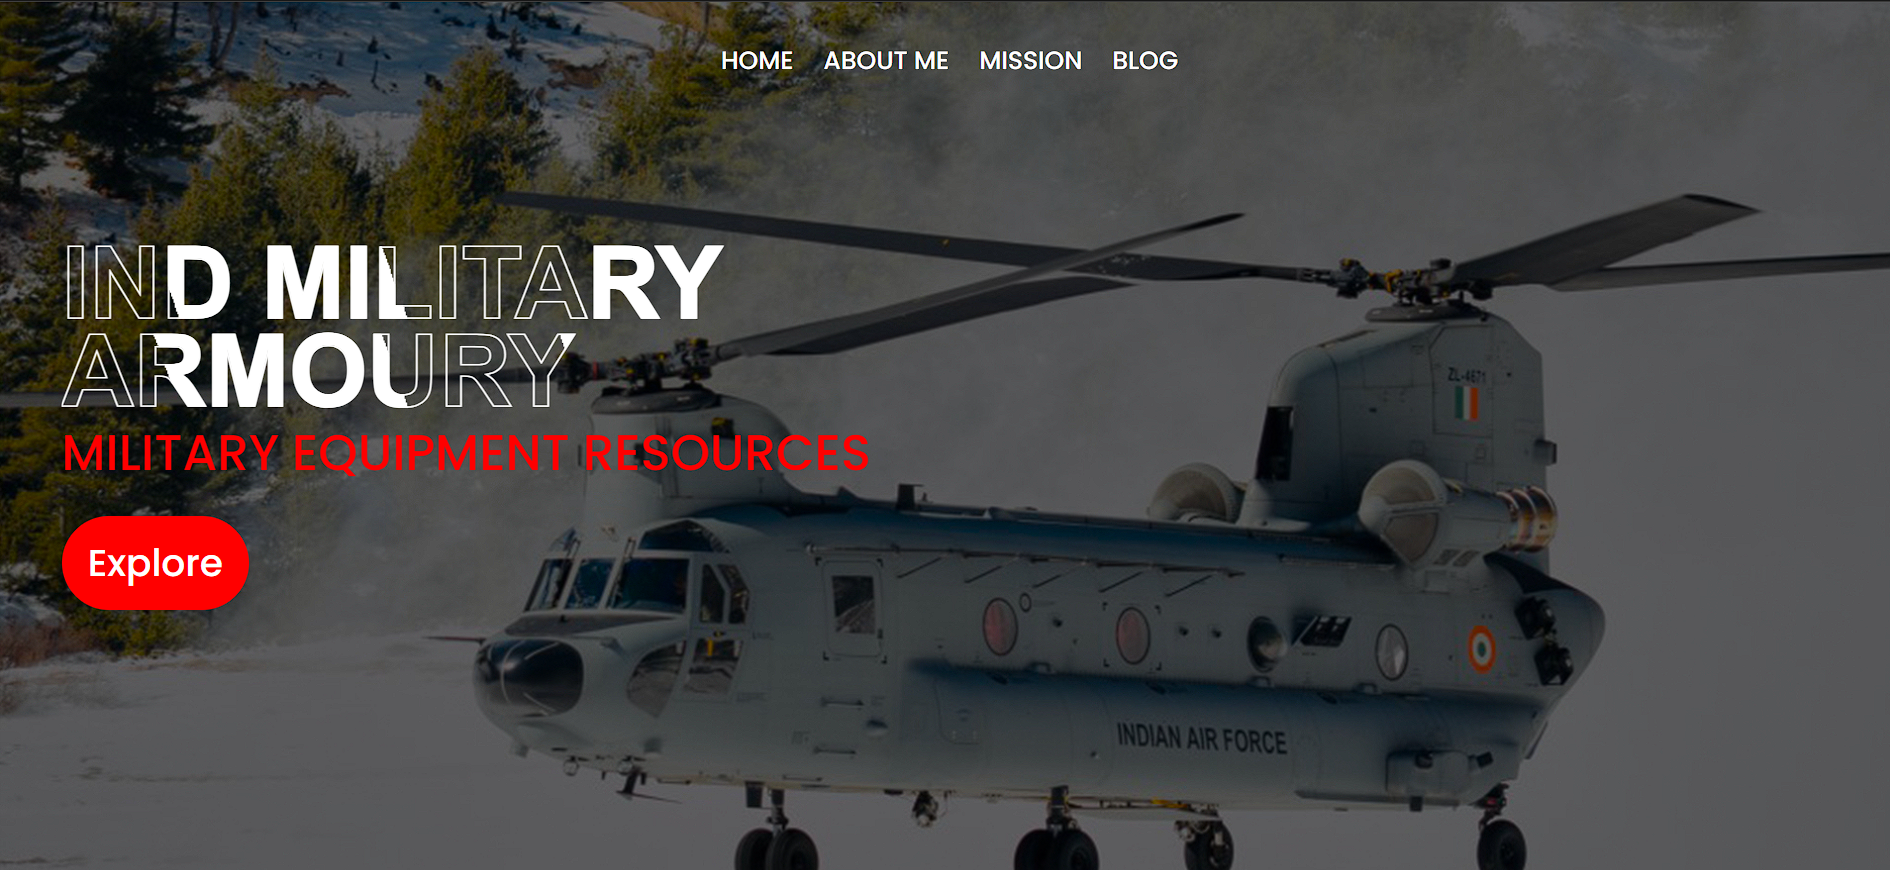 HOME ABOUT ME MISSION BLOG
IND MILITARY
ARMOURY
MILITARY EQUIPMENT RESOURCES
Explore
ZL-4671
INDIAN AIR FORCE